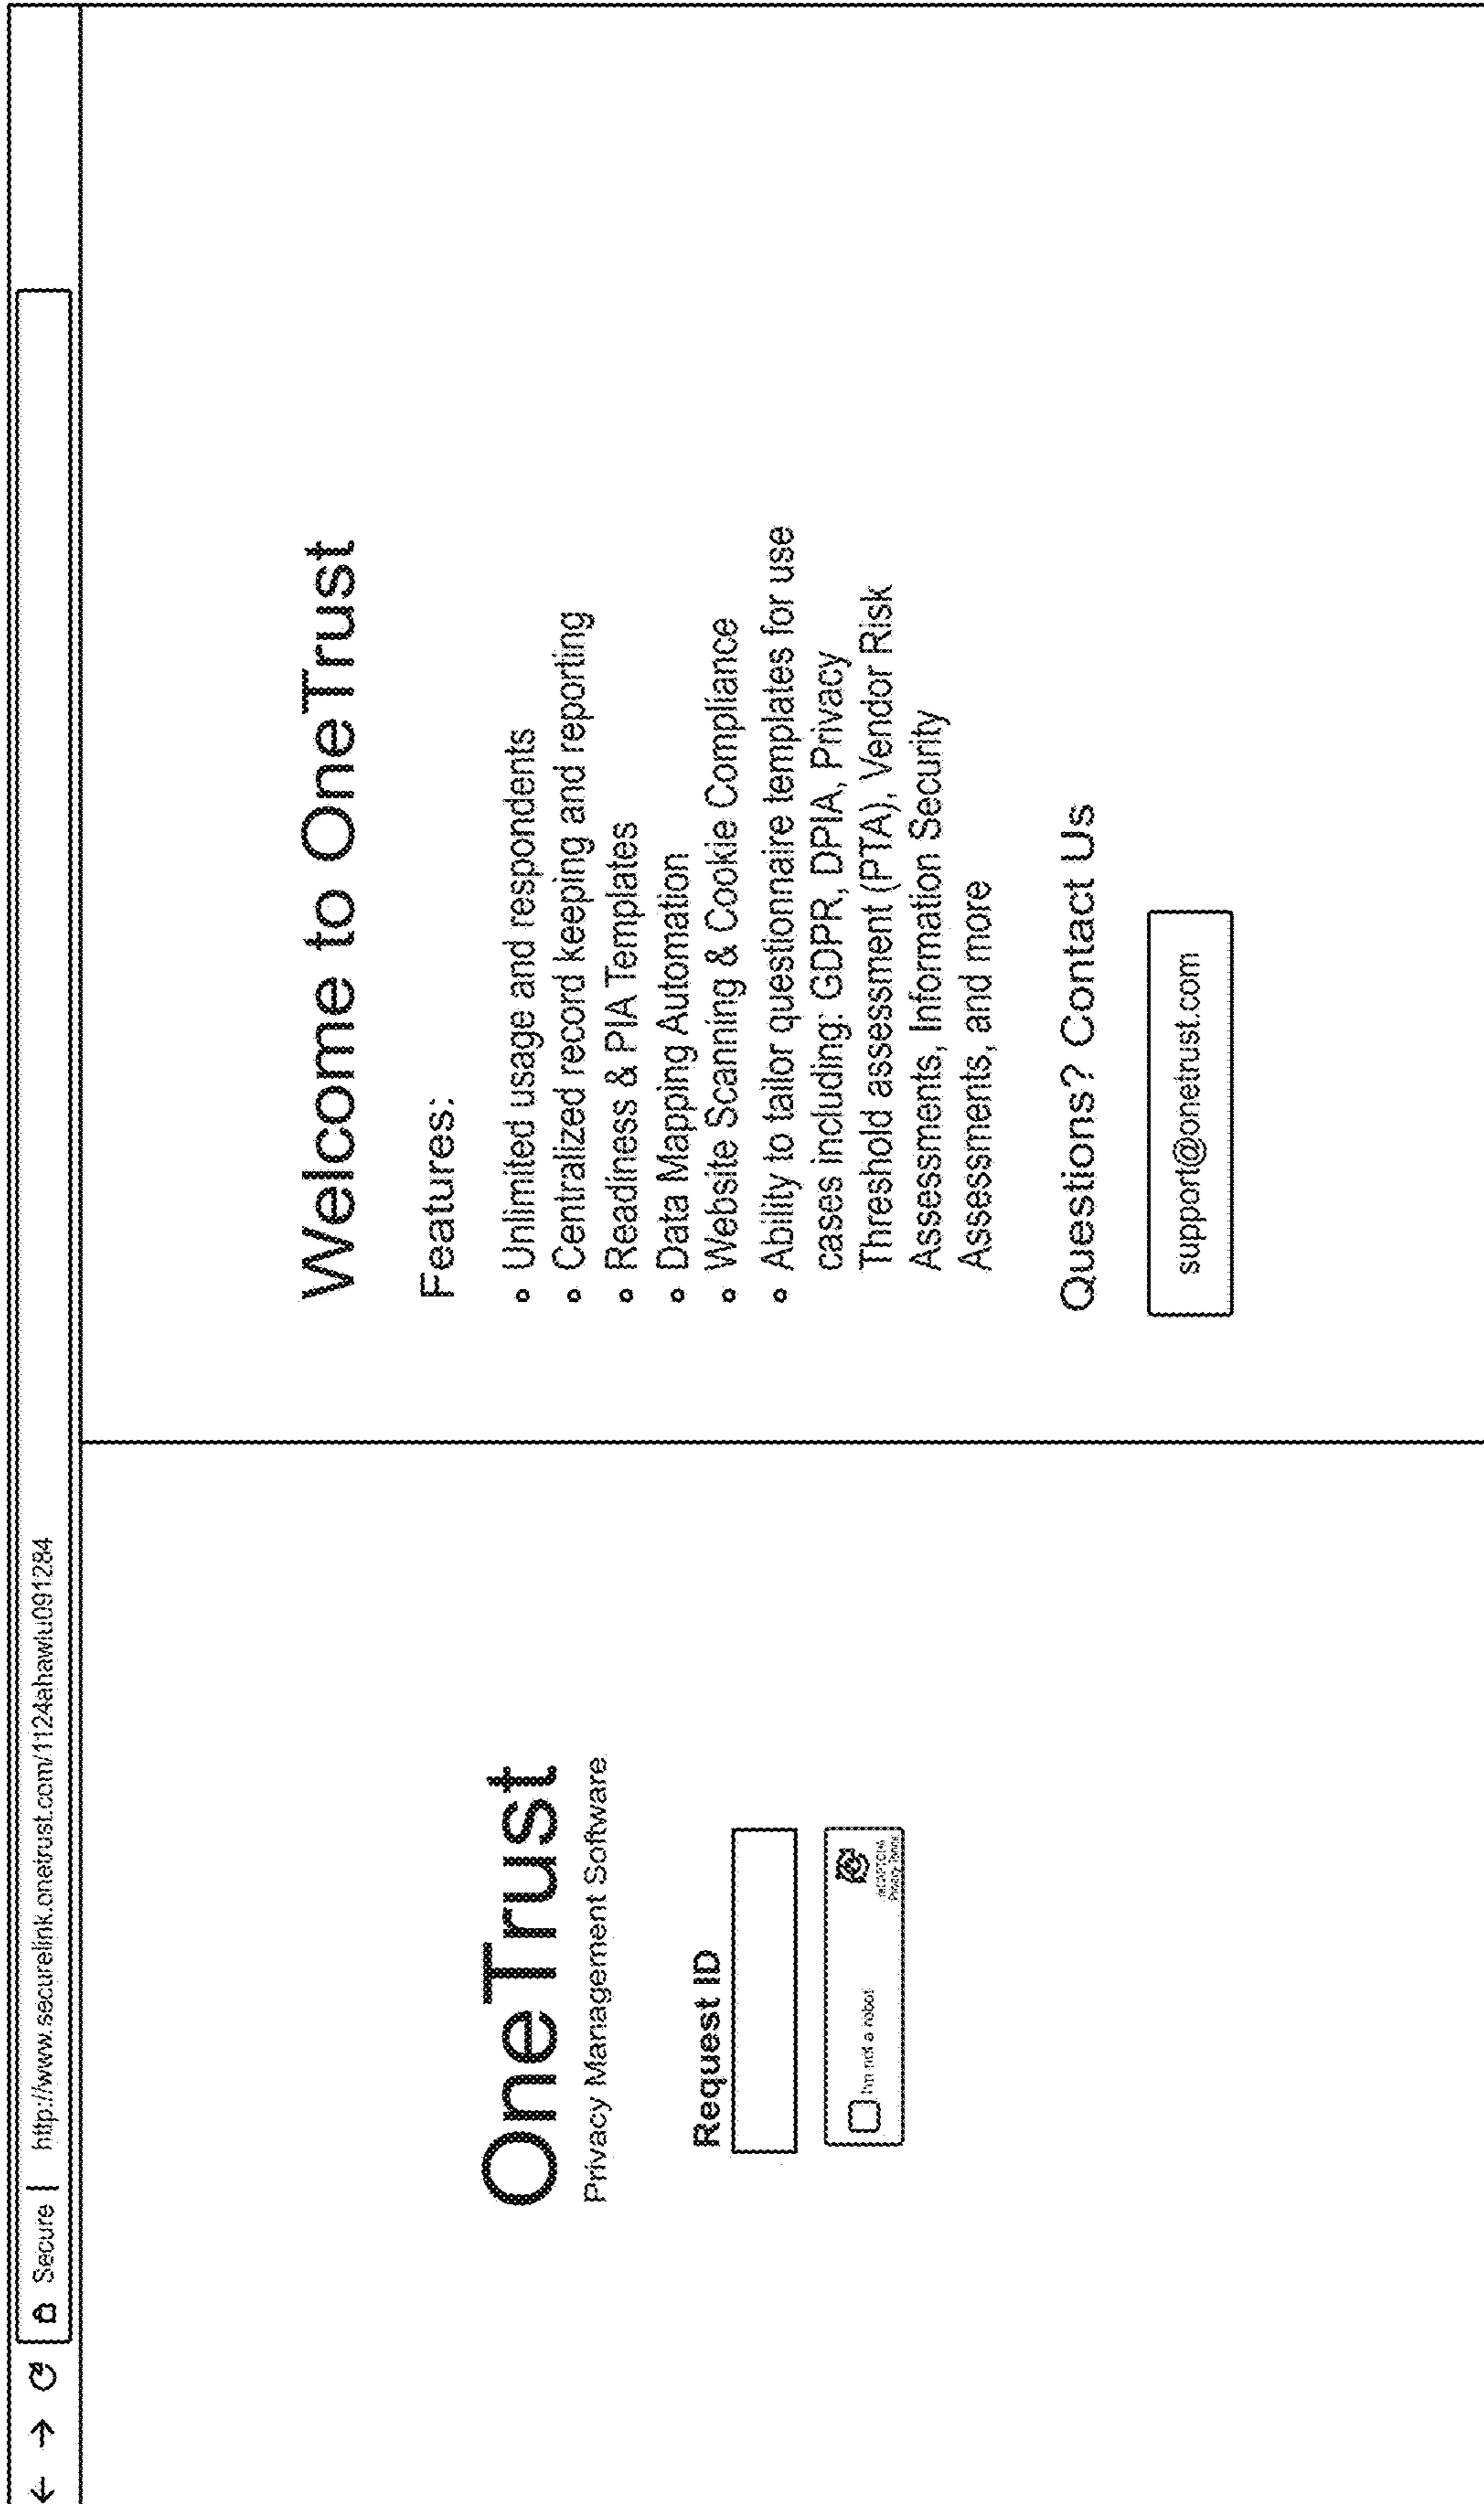 Secure | http://www.securelink.onetrust.com/1124ahawlu091284
OneTrust
Privacy Management Software
Request ID
I'm not a robot
reCAPTCHA
Privacy Terms
Welcome to OneTrust
Features:
Unlimited usage and respondents
Centralized record keeping and reporting
Readiness & PIA Templates
Data Mapping Automation
Website Scanning & Cookie Compliance
Ability to tailor questionnaire templates for use
cases including: GDPR, DPIA, Privacy
Threshold assessment (PTA), Vendor Risk
Assessments, Information Security
Assessments, and more
Questions? Contact Us
support@onetrust.com